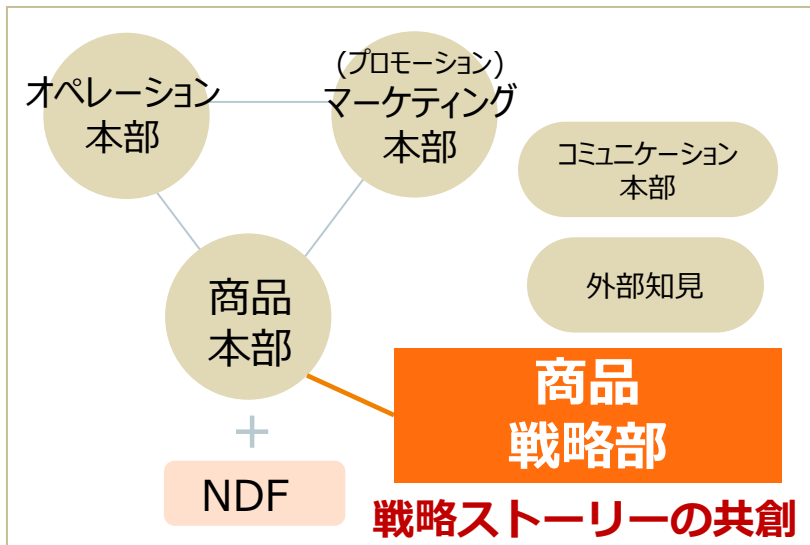 オペレーション
本部
(プロモーション)
マーケティング
本部
コミュニケーション
本部
外部知見
商品
本部
商品
戦略部
＋
NDF
戦略ストーリーの共創